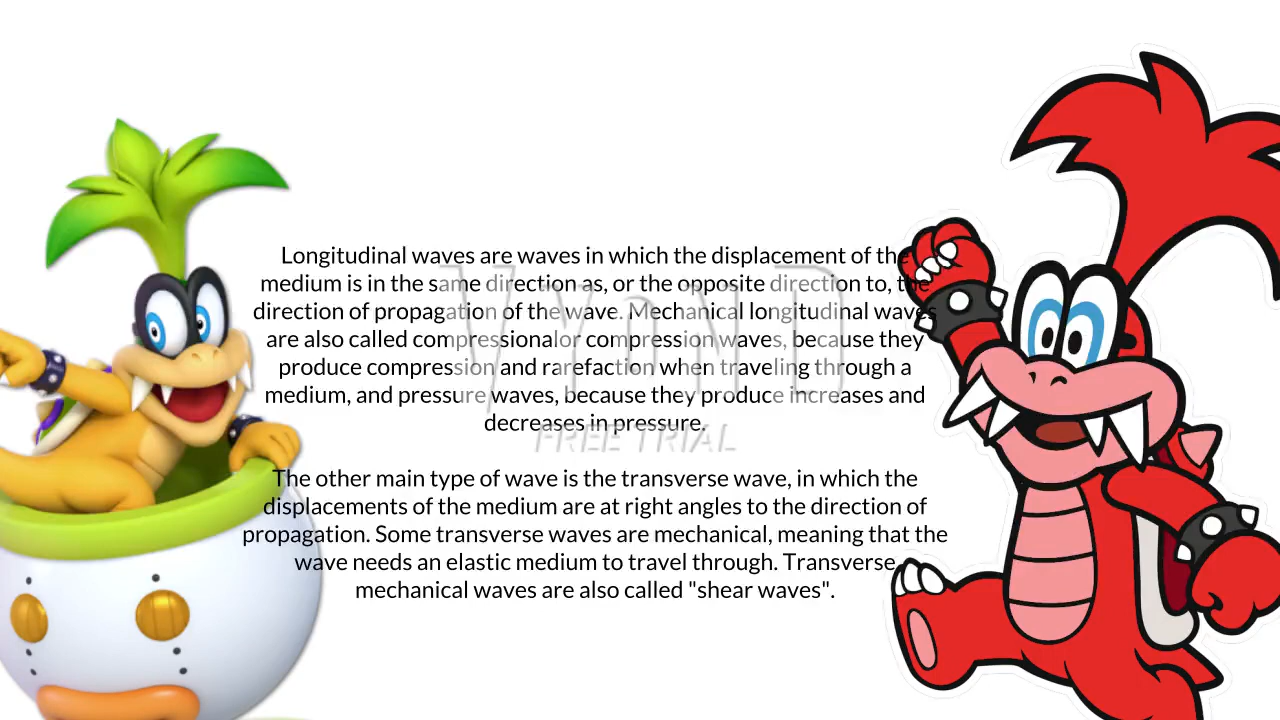 Longitudinal waves are waves in which the displacement of the
medium is in the same direction as, or the opposite direction to, the
direction of propagation of the wave. Mechanical longitudinal waves
are also called compressionalor compression waves, because they
produce compression and rarefaction when traveling through a
medium, and pressure waves, because they produce increases and
decreases in pressure.
VYOND
FREE TRIAL
The other main type of wave is the transverse wave, in which the
displacements of the medium are at right angles to the direction of
propagation. Some transverse waves are mechanical, meaning that the
wave needs an elastic medium to travel through. Transverse
mechanical waves are also called "shear waves".